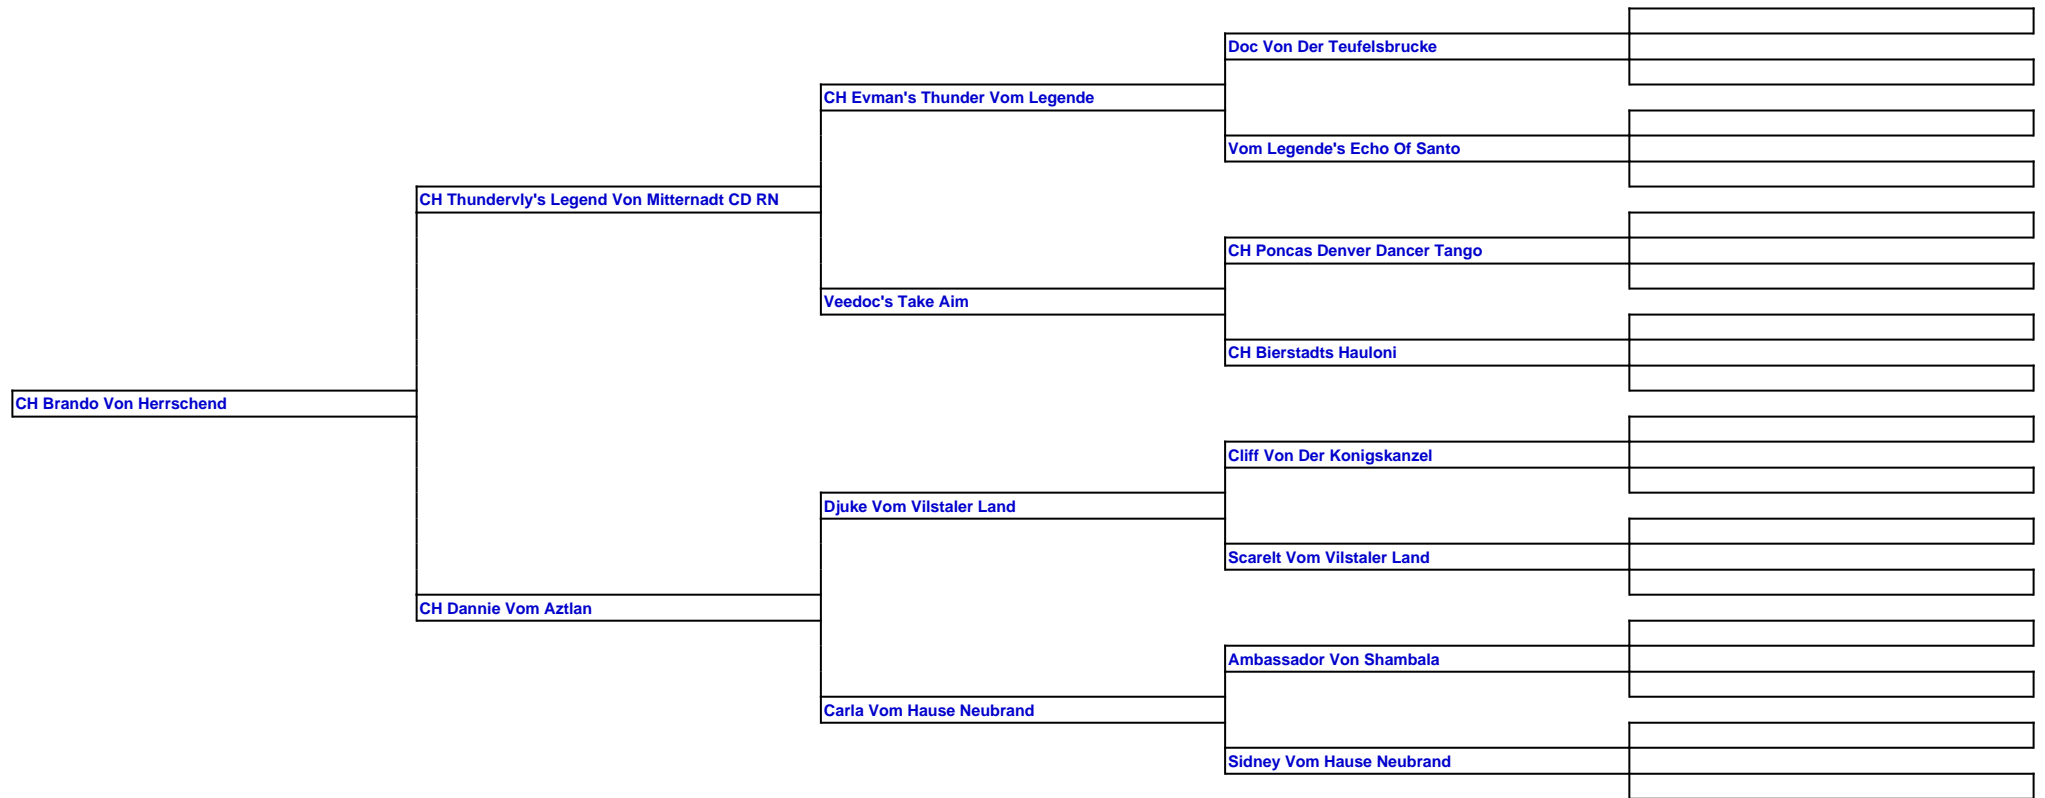 Doc Von Der Teufelsbrucke
CH Evman's Thunder Vom Legende
Vom Legende's Echo Of Santo
CH Thundervly's Legend Von Mitternadt CD RN
CH Poncas Denver Dancer Tango
Veedoc's Take Aim
CH Bierstadts Hauloni
CH Brando Von Herrschend
Cliff Von Der Konigskanzel
Djuke Vom Vilstaler Land
Scarelt Vom Vilstaler Land
CH Dannie Vom Aztlan
Ambassador Von Shambala
Carla Vom Hause Neubrand
Sidney Vom Hause Neubrand